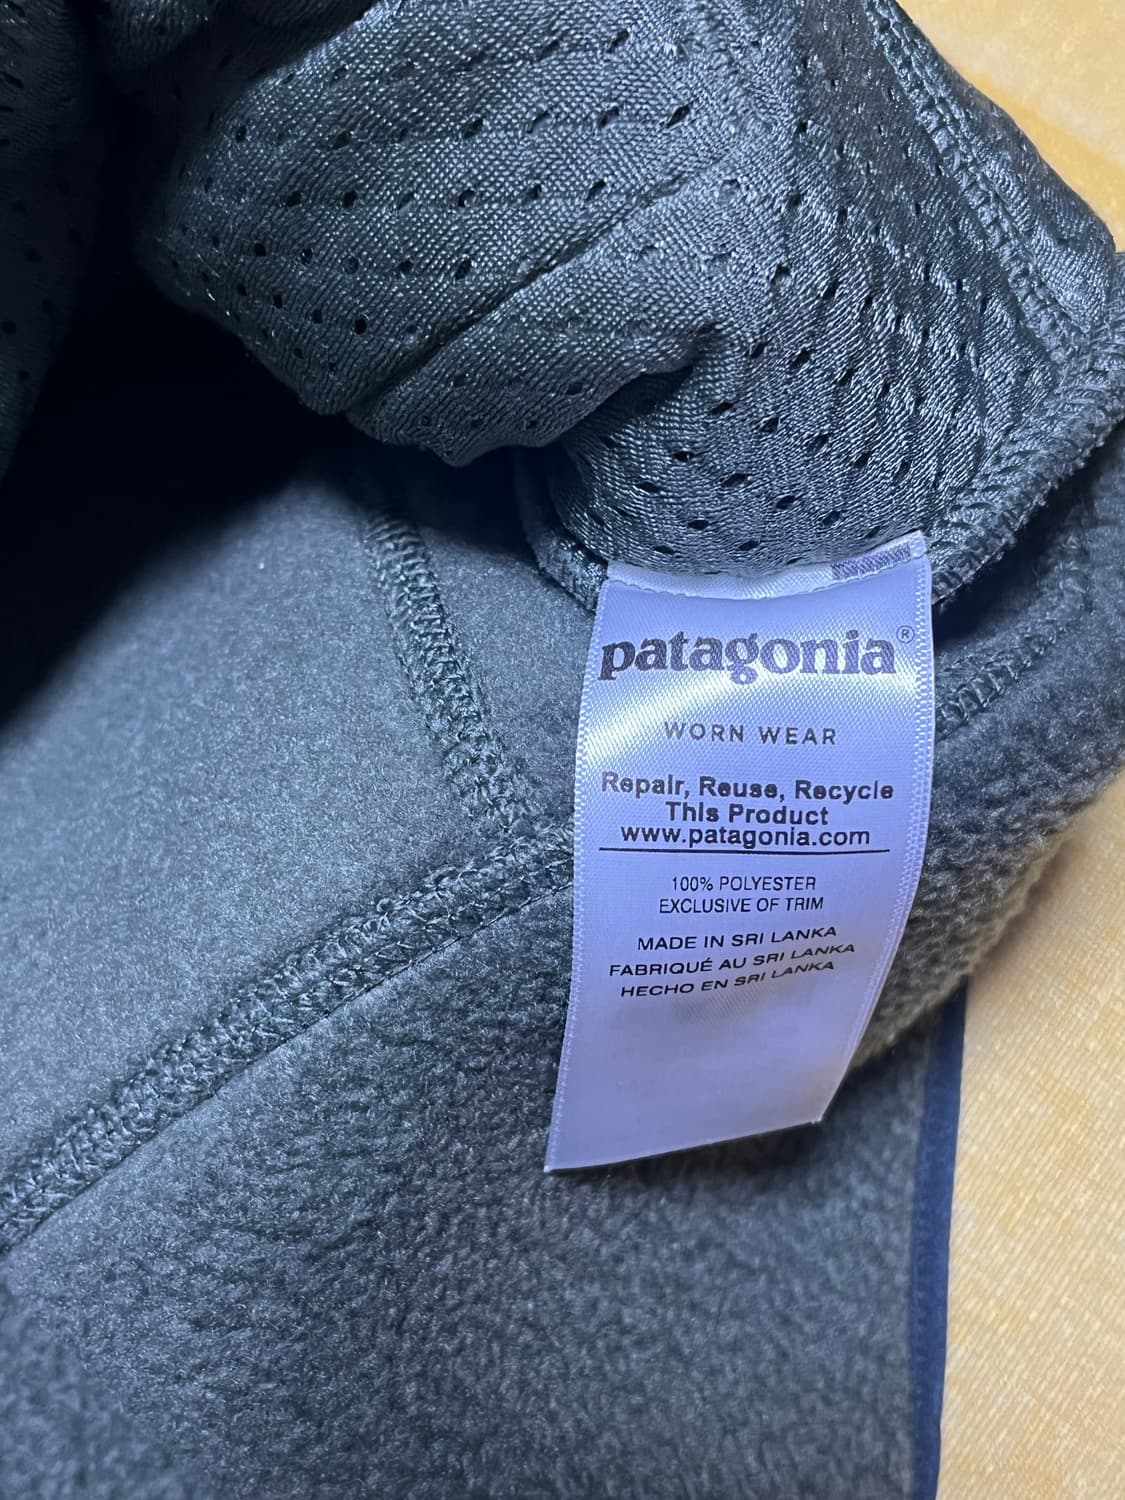 patagonia®
WORN WEAR
Repair, Reuse, Recycle
This Product
www.patagonia.com
100% POLYESTER
EXCLUSIVE OF TRIM
MADE IN SRI LANKA
FABRIQUÉ AU SRI LANKA
HECHO EN SRI LANKA